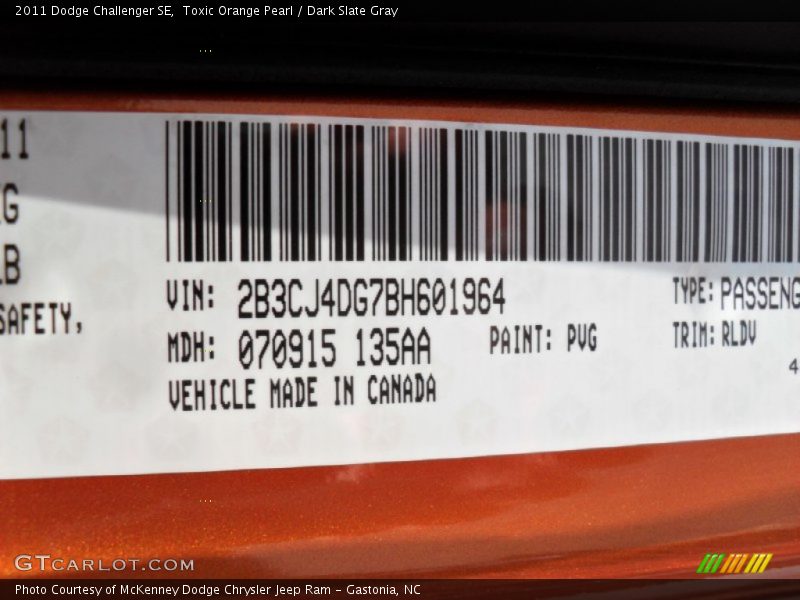 2011 Dodge Challenger SE,  Toxic Orange Pearl / Dark Slate Gray
11
G
LB
SAFETY,
VIN: 2B3CJ4DG7BH601964
TYPE: PASSENG
MDH: 070915 135AA
PAINT: PVG
TRIM: RLDV
VEHICLE MADE IN CANADA
4
GTCARLOT.COM
Photo Courtesy of McKenney Dodge Chrysler Jeep Ram - Gastonia, NC